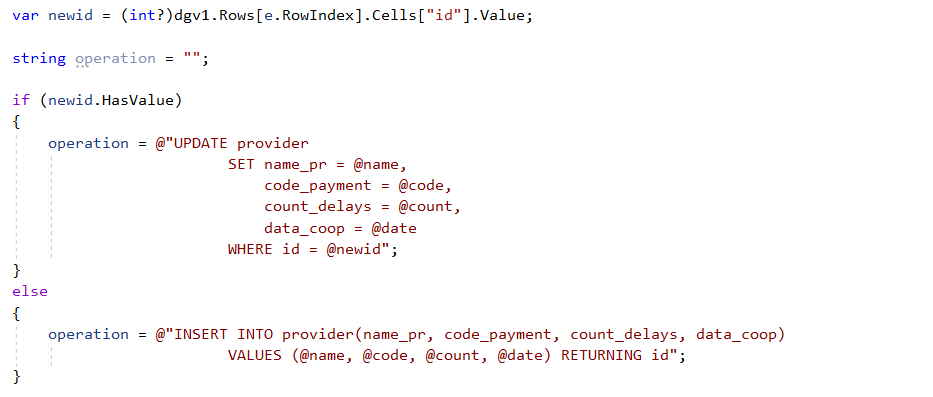 var newid = (int?)dgv1.Rows[e.RowIndex].Cells["id"].Value;
string operation = "";
if (newid.HasValue)
{
operation = @"UPDATE provider
SET name_pr = @name,
code_payment = @code,
count_delays = @count,
data_coop = @date
WHERE id = @newid";
}
else
{
operation = @"INSERT INTO provider(name_pr, code_payment, count_delays, data_coop)
VALUES (@name, @code, @count, @date) RETURNING id";
}